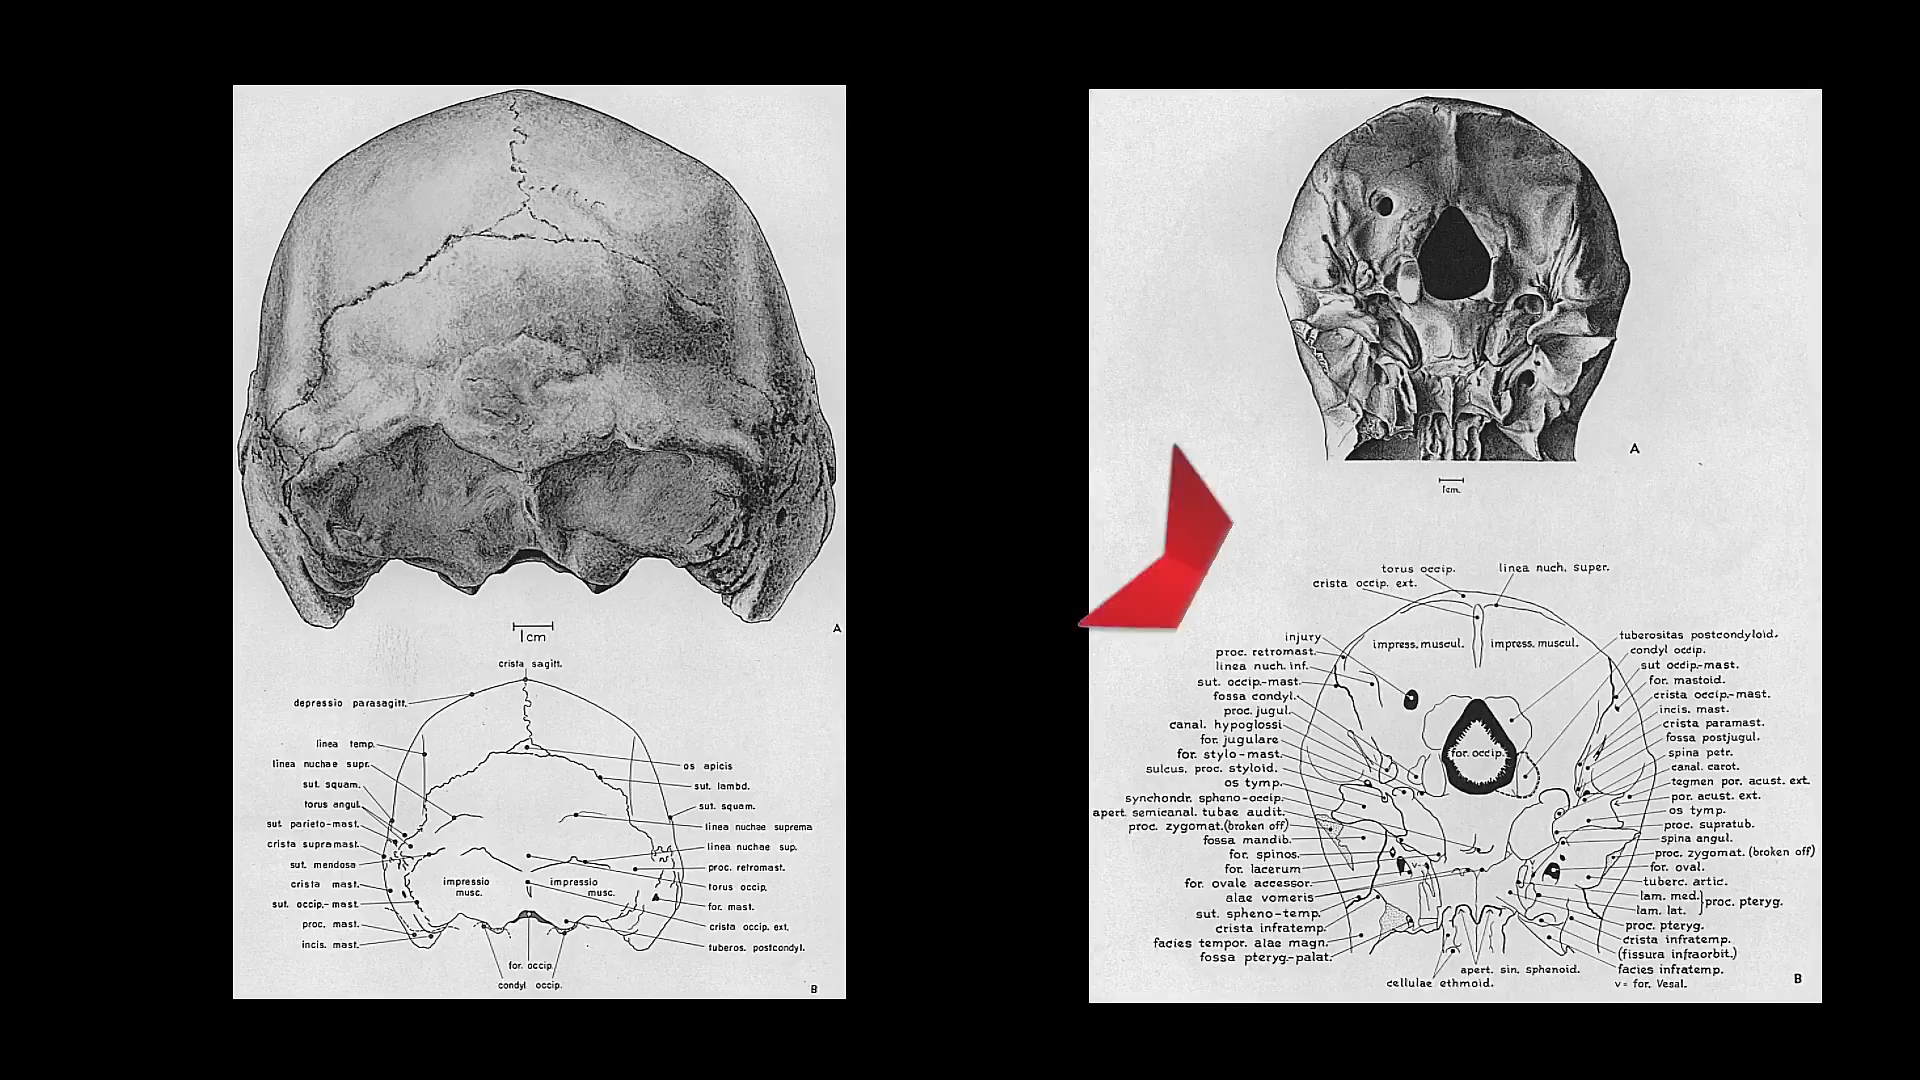 A
1cm
crista sagitt.
depressio parasagitt.
linea temp.
linea nuchae supr.
sut. squam.
torus angul.
sut. parieto-mast.
crista supramast.
sut. mendosa
crista mast.
sut. occip.-mast.
proc. mast.
incis. mast.
os apicis
sut. lambd.
sut. squam.
linea nuchae suprema
linea nuchae sup.
proc. retromast.
torus occip.
for. mast.
crista occip. ext.
tuberos. postcondyl.
impressio
musc.
impressio
musc.
for. occip.
condyl occip.
B
A
1cm.
torus occip.
linea nuch. super.
crista occip. ext.
injury
proc. retromast.
linea nuch. inf.
sut. occip.-mast.
fossa condyl.
proc. jugul.
canal. hypoglossi
for. jugulare
for. stylo-mast.
sulcus. proc. styloid.
os tymp.
synchondr. spheno-occip.
apert. semicanal. tubae audit.
proc. zygomat.(broken off)
fossa mandib.
for. spinos.
for. lacerum
for. ovale accessor.
alae vomeris
sut. spheno-temp.
crista infratemp.
facies tempor. alae magn.
fossa pteryg.-palat.
impress. muscul.
impress. muscul.
for. occip.
v
v
tuberositas postcondyloid.
condyl occip.
sut occip.-mast.
for. mastoid.
crista occip.-mast.
incis. mast.
crista paramast.
fossa postjugul.
spina petr.
canal. carot.
tegmen por. acust. ext.
por. acust. ext.
os tymp.
proc. supratub.
spina angul.
proc. zygomat. (broken off)
for. oval.
tuberc. artic.
lam. med.
lam. lat.
proc. pteryg.
proc. pteryg.
crista infratemp.
(fissura infraorbit.)
facies infratemp.
v = for. Vesal.
apert. sin. sphenoid.
cellulae ethmoid.
B